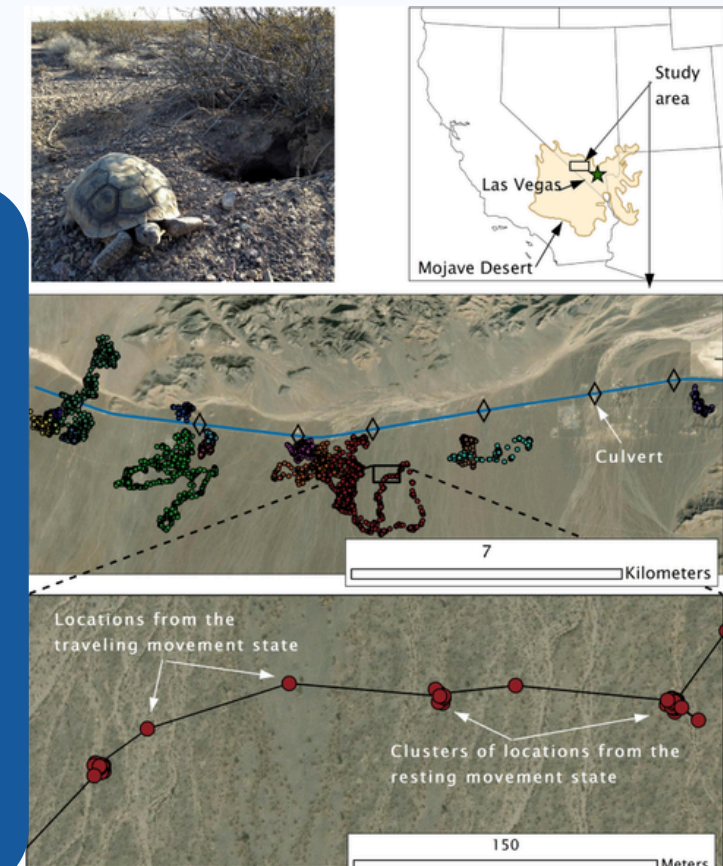 Study
area
Las Vegas
Mojave Desert
Culvert
7
Kilometers
Locations from the
traveling movement state
Clusters of locations from the
resting movement state
150
Meters